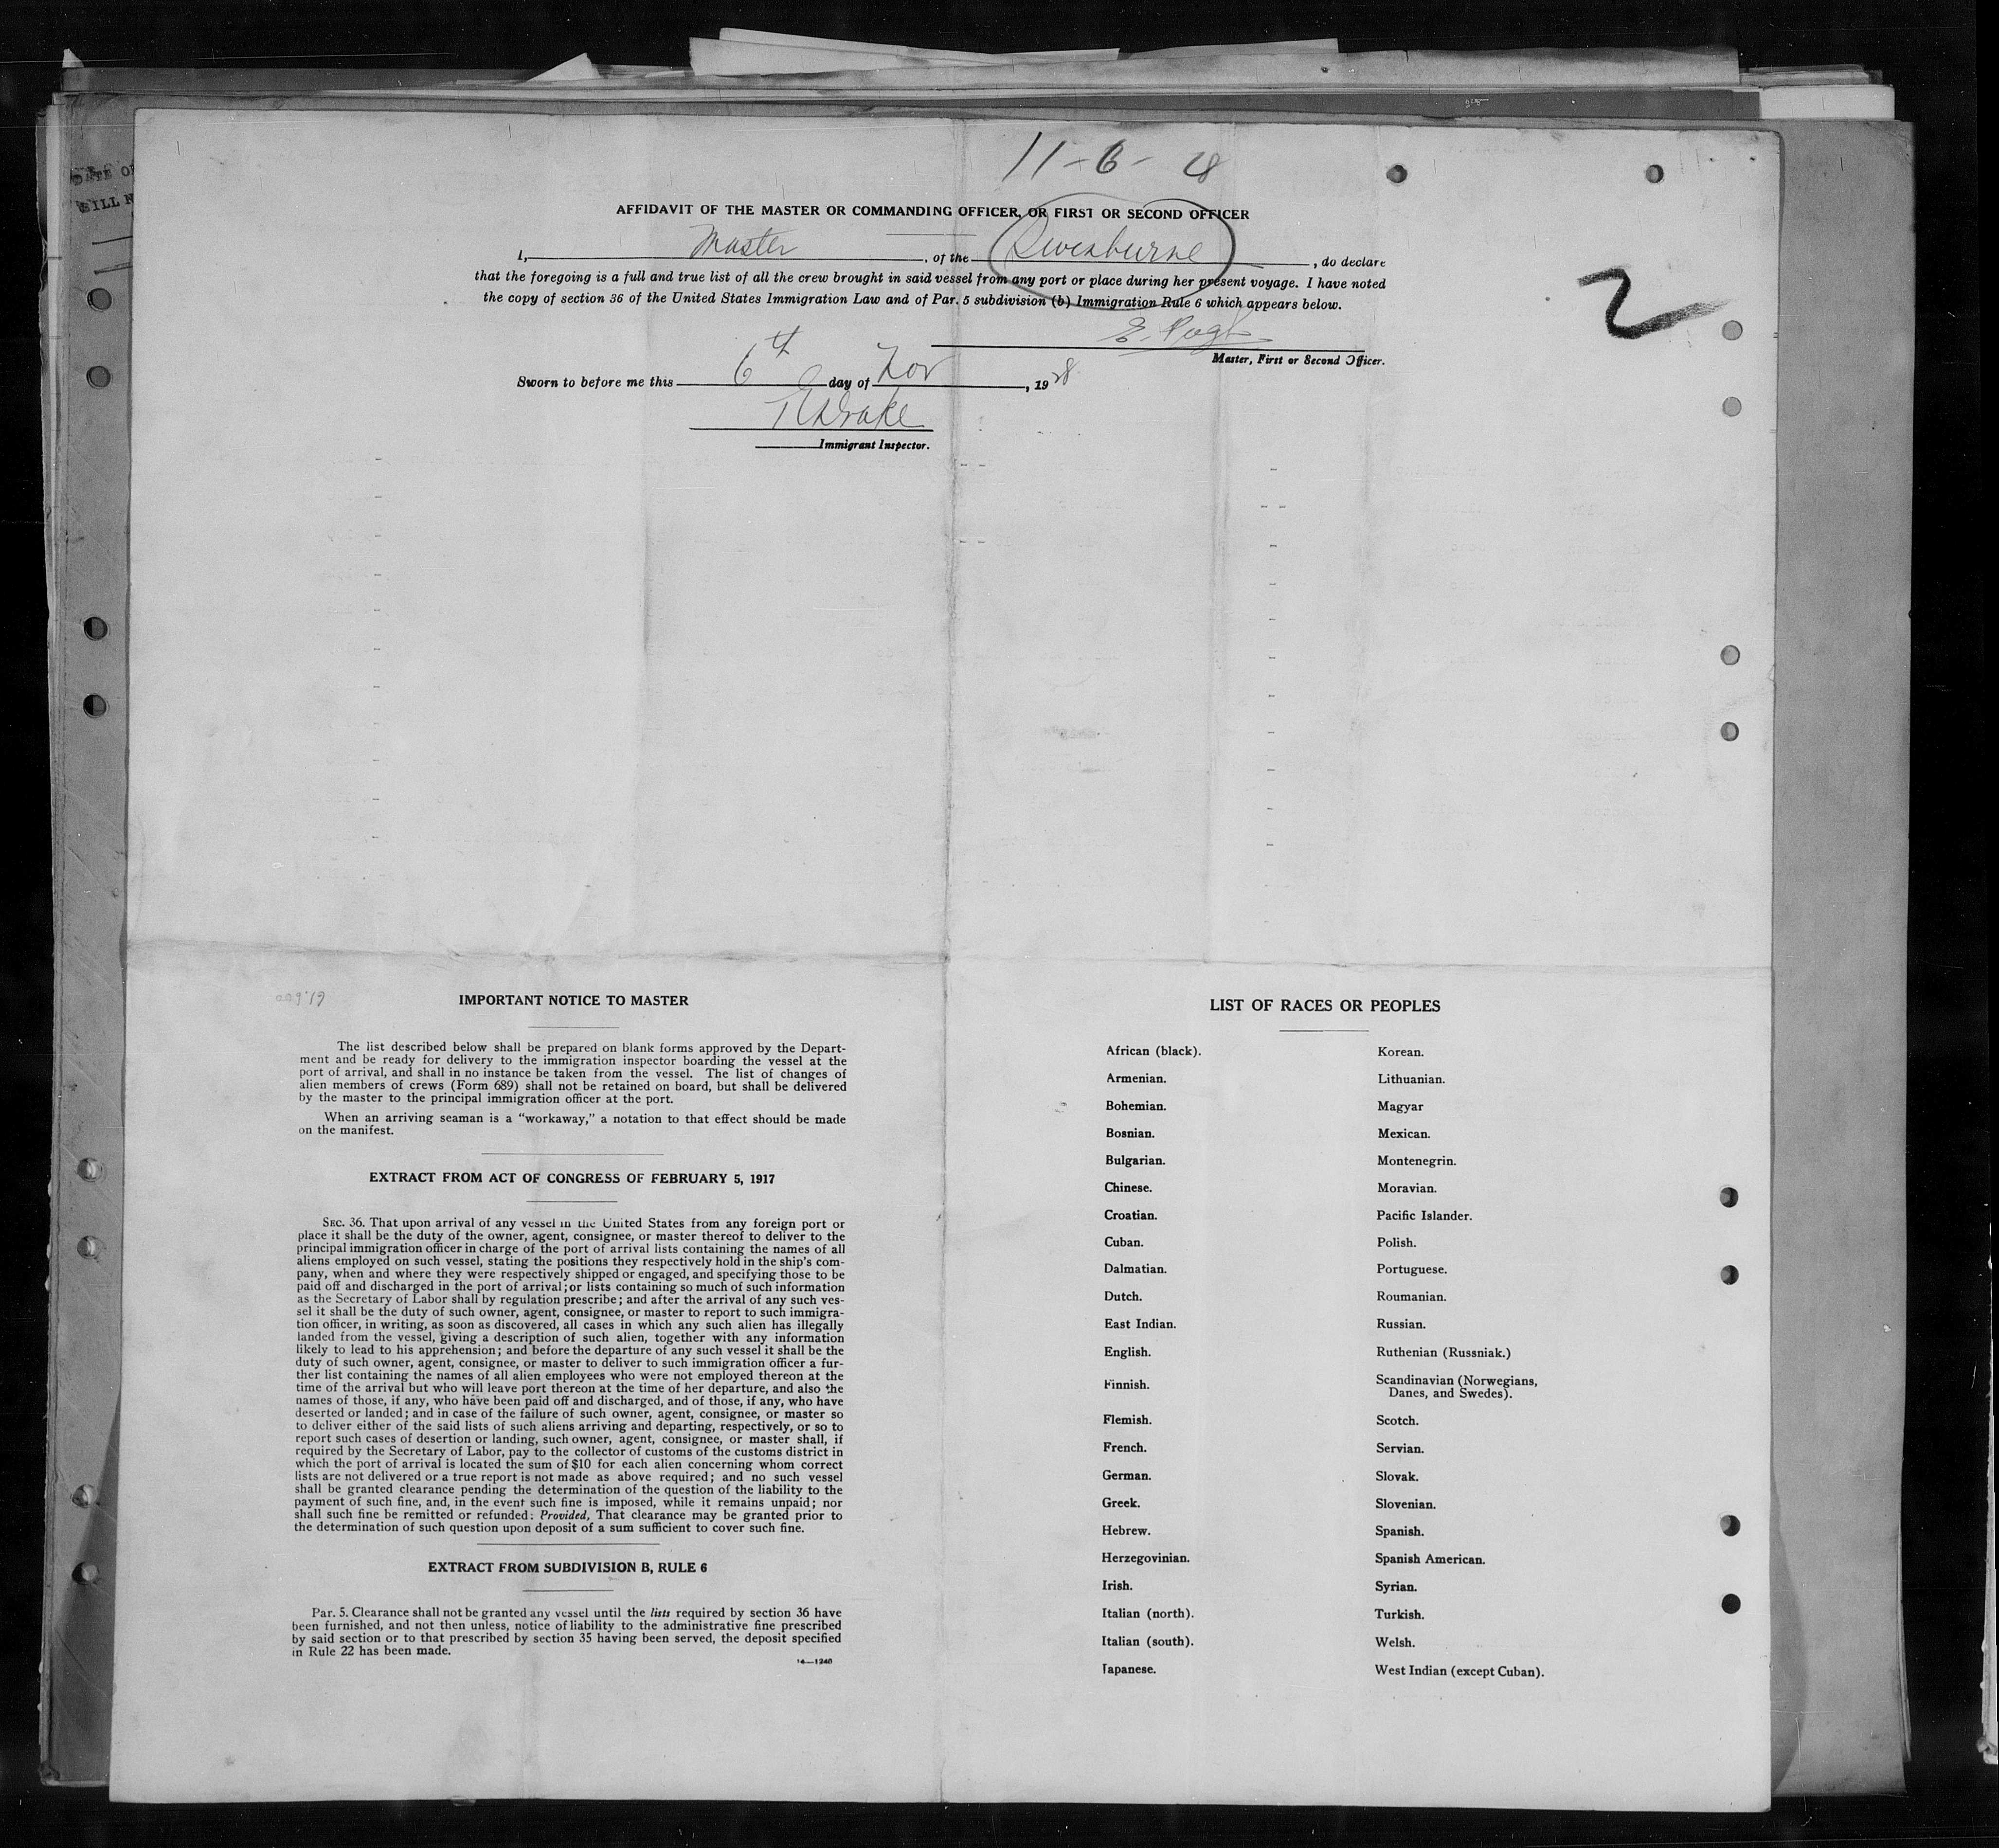 11-6-28
AFFIDAVIT OF THE MASTER OR COMMANDING OFFICER, OR FIRST OR SECOND OFFICER
I, Master, of the , do declare
that the foregoing is a full and true list of all the crew brought in said vessel from any port or place during her present voyage. I have noted
the copy of section 36 of the United States Immigration Law and of Par. 5 subdivision (b) Immigration Rule 6 which appears below.
2
E.
Master, First or Second Officer.
Sworn to before me this 6th day of Nov, 1928
Drake
Immigrant Inspector.
IMPORTANT NOTICE TO MASTER
The list described below shall be prepared on blank forms approved by the Depart-
ment and be ready for delivery to the immigration inspector boarding the vessel at the
port of arrival, and shall in no instance be taken from the vessel. The list of changes of
alien members of crews (Form 689) shall not be retained on board, but shall be delivered
by the master to the principal immigration officer at the port.
When an arriving seaman is a "workaway," a notation to that effect should be made
on the manifest.
EXTRACT FROM ACT OF CONGRESS OF FEBRUARY 5, 1917
SEC. 36. That upon arrival of any vessel in the United States from any foreign port or
place it shall be the duty of the owner, agent, consignee, or master thereof to deliver to the
principal immigration officer in charge of the port of arrival lists containing the names of all
aliens employed on such vessel, stating the positions they respectively hold in the ship's com-
pany, when and where they were respectively shipped or engaged, and specifying those to be
paid off and discharged in the port of arrival; or lists containing so much of such information
as the Secretary of Labor shall by regulation prescribe; and after the arrival of any such ves-
sel it shall be the duty of such owner, agent, consignee, or master to report to such immigra-
tion officer, in writing, as soon as discovered, all cases in which any such alien has illegally
landed from the vessel, giving a description of such alien, together with any information
likely to lead to his apprehension; and before the departure of any such vessel it shall be the
duty of such owner, agent, consignee, or master to deliver to such immigration officer a fur-
ther list containing the names of all alien employees who were not employed thereon at the
time of the arrival but who will leave port thereon at the time of her departure, and also the
names of those, if any, who have been paid off and discharged, and of those, if any, who have
deserted or landed; and in case of the failure of such owner, agent, consignee, or master so
to deliver either of the said lists of such aliens arriving and departing, respectively, or so to
report such cases of desertion or landing, such owner, agent, consignee, or master shall, if
required by the Secretary of Labor, pay to the collector of customs of the customs district in
which the port of arrival is located the sum of $10 for each alien concerning whom correct
lists are not delivered or a true report is not made as above required; and no such vessel
shall be granted clearance pending the determination of the question of the liability to the
payment of such fine, and, in the event such fine is imposed, while it remains unpaid; nor
shall such fine be remitted or refunded: Provided, That clearance may be granted prior to
the determination of such question upon deposit of a sum sufficient to cover such fine.
EXTRACT FROM SUBDIVISION B, RULE 6
Par. 5. Clearance shall not be granted any vessel until the lists required by section 36 have
been furnished, and not then unless, notice of liability to the administrative fine prescribed
by said section or to that prescribed by section 35 having been served, the deposit specified
in Rule 22 has been made.
14—1240
LIST OF RACES OR PEOPLES
African (black).
Armenian.
Bohemian.
Bosnian.
Bulgarian.
Chinese.
Croatian.
Cuban.
Dalmatian.
Dutch.
East Indian.
English.
Finnish.
Flemish.
French.
German.
Greek.
Hebrew.
Herzegovinian.
Irish.
Italian (north).
Italian (south).
Japanese.
Korean.
Lithuanian.
Magyar
Mexican.
Montenegrin.
Moravian.
Pacific Islander.
Polish.
Portuguese.
Roumanian.
Russian.
Ruthenian (Russniak.)
Scandinavian (Norwegians,
Danes, and Swedes).
Scotch.
Servian.
Slovak.
Slovenian.
Spanish.
Spanish American.
Syrian.
Turkish.
Welsh.
West Indian (except Cuban).